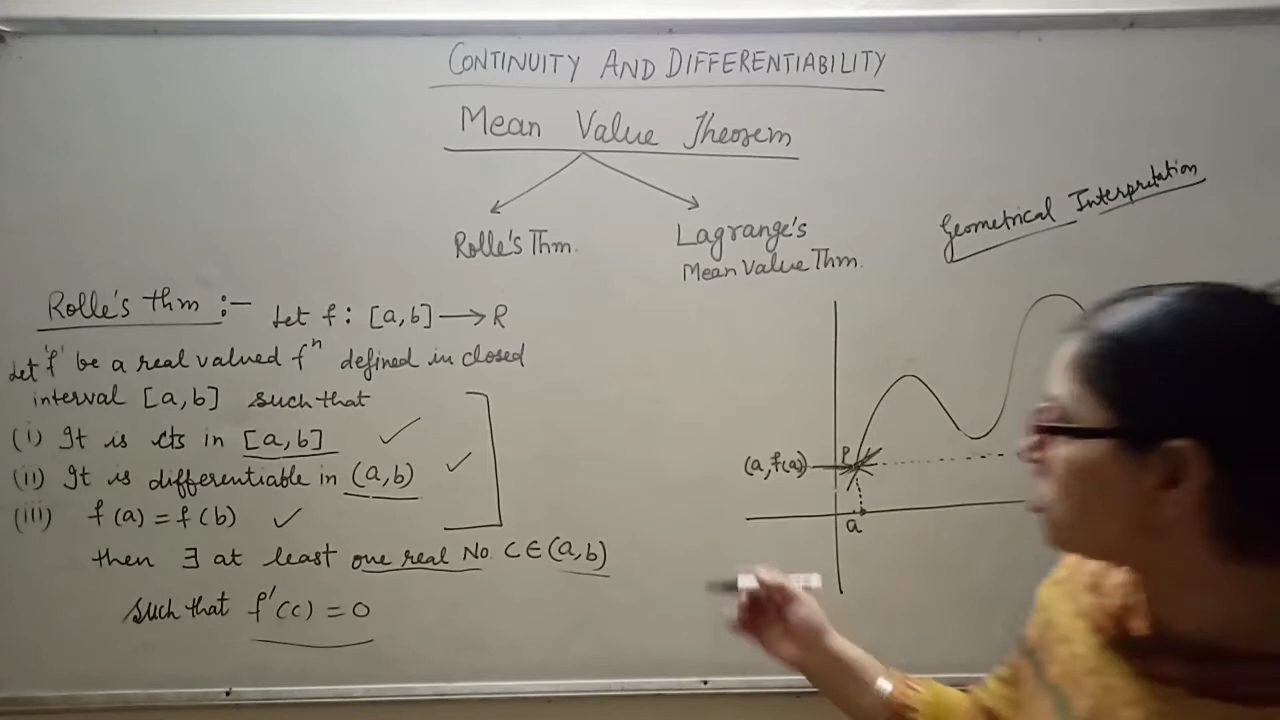 CONTINUITY AND DIFFERENTIABILITY
Mean Value Theorem
Rolle's Thm.
Lagrange's
Mean Value Thm.
Geometrical Interpretation
Rolle's thm :- Let f : [a,b] → R
Let 'f' be a real valued fⁿ defined in closed
interval [a,b] such that
(i) It is cts in [a,b] ✓
(ii) It is differentiable in (a,b) ✓
(iii) f(a) = f(b) ✓
then ∃ at least one real No. C ∈ (a,b)
such that f'(c) = 0
P
(a,f(a))
a